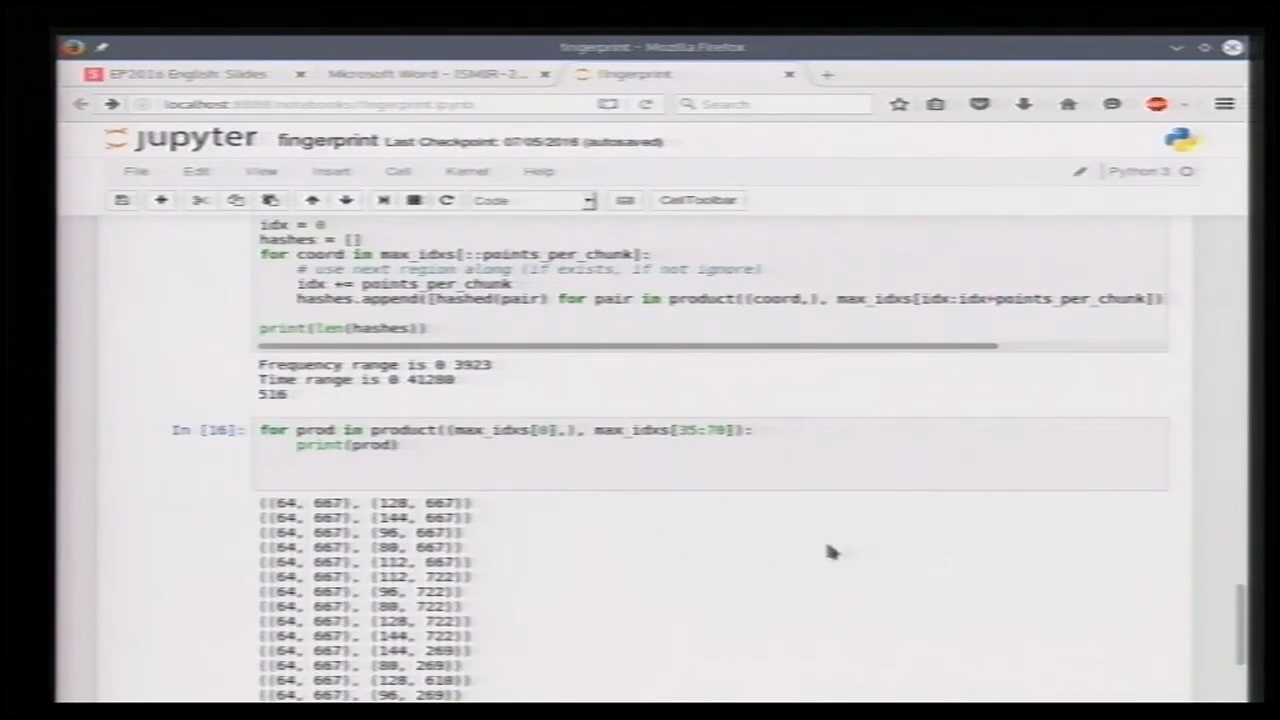 fingerprint - Mozilla Firefox
EP2016 English: Slides
Microsoft Word - ISMIR-2...
fingerprint
localhost:8888/notebooks/fingerprint.ipynb
Search
jupyter fingerprint Last Checkpoint: 07/05/2016 (autosaved)
File Edit View Insert Cell Kernel Help
Python 3
Code
CellToolbar
idx = 0
hashes = []
for coord in max_idxs[::points_per_chunk]:
# use next region along (if exists, if not ignore)
idx += points_per_chunk
hashes.append([hashed(pair) for pair in product((coord,), max_idxs[idx:idx+points_per_chunk])
print(len(hashes))
Frequency range is 0 3923
Time range is 0 41280
516
In [16]: for prod in product((max_idxs[0],), max_idxs[35:70]):
print(prod)
((64, 667), (128, 667))
((64, 667), (144, 667))
((64, 667), (96, 667))
((64, 667), (80, 667))
((64, 667), (112, 667))
((64, 667), (112, 722))
((64, 667), (96, 722))
((64, 667), (80, 722))
((64, 667), (128, 722))
((64, 667), (144, 722))
((64, 667), (144, 269))
((64, 667), (80, 269))
((64, 667), (128, 610))
((64, 667), (96, 269))